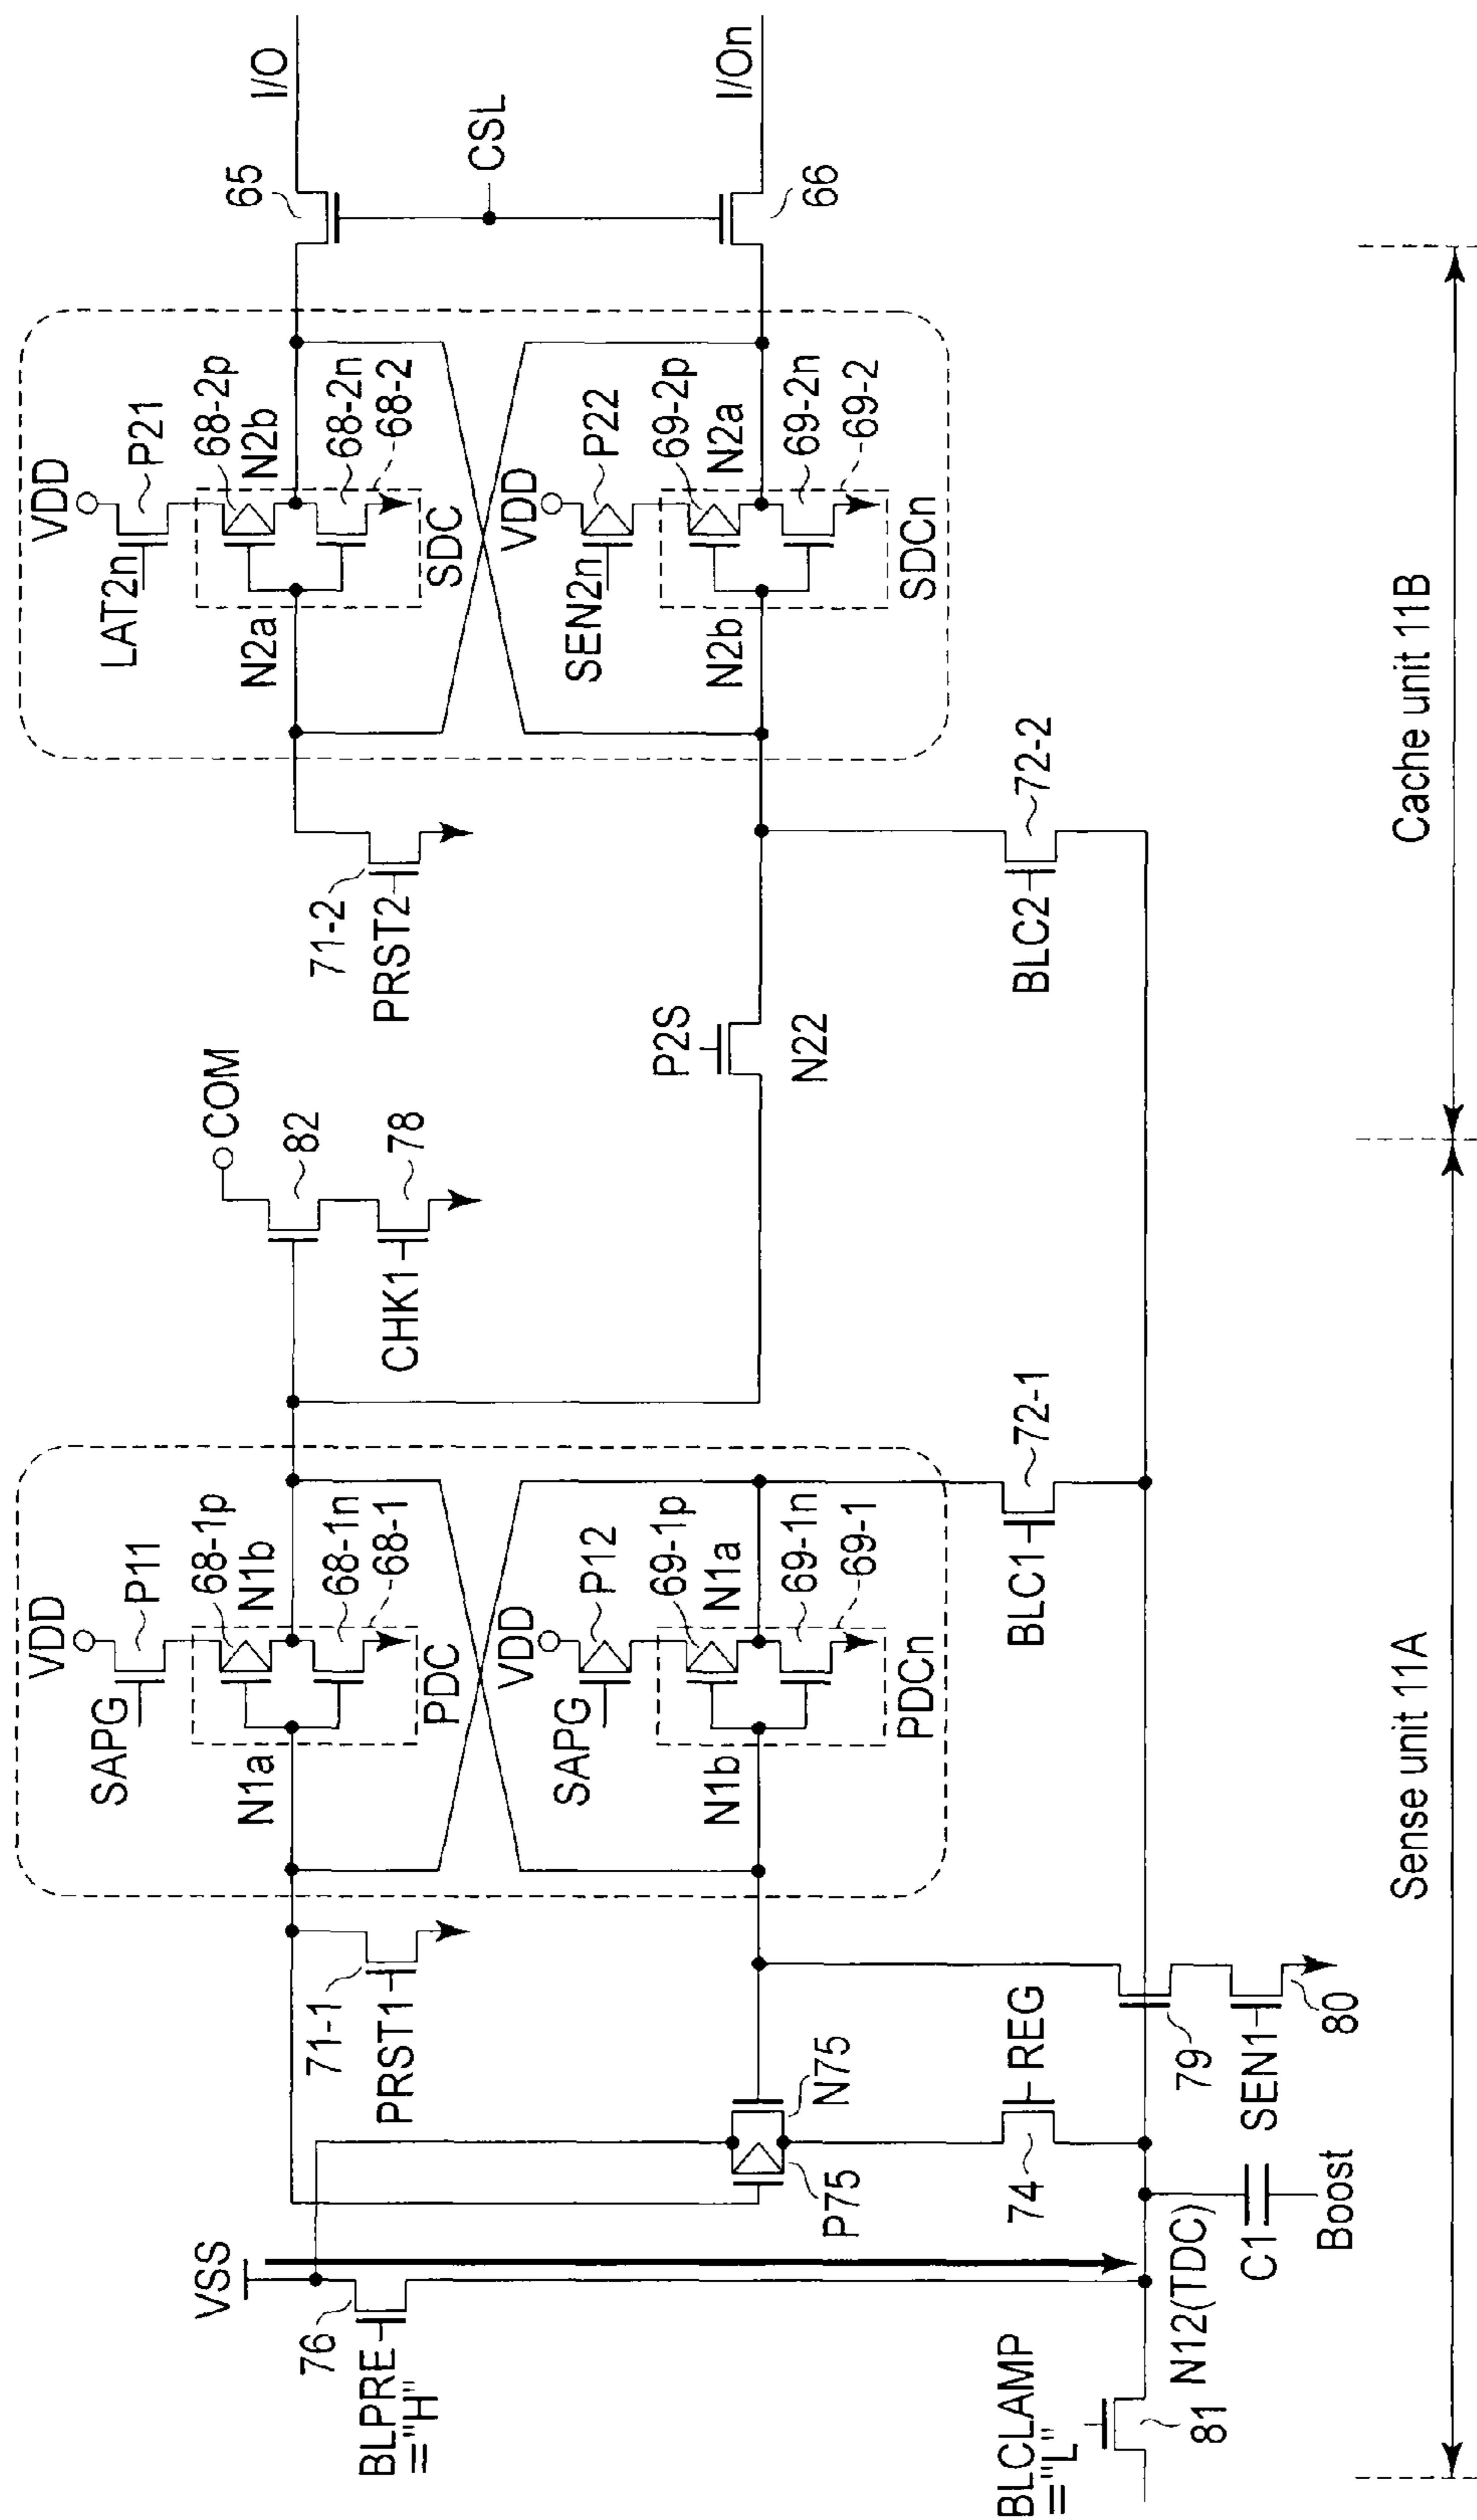 VDD
LAT2n
P21
68-2p
N2b
68-2n
68-2
N2a
SDC
I/O
65
CSL
66
I/On
VDD
SEN2n
P22
69-2p
N2a
69-2n
69-2
N2b
SDCn
71-2
PRST2
BLC2
72-2
P2S
N22
COM
82
CHK1
78
VDD
SAPG
P11
68-1p
N1b
68-1n
68-1
N1a
PDC
VDD
SAPG
P12
69-1p
N1a
69-1n
69-1
N1b
PDCn
BLC1
72-1
71-1
PRST1
N75
P75
REG
74
79
SEN1
80
VSS
76
BLPRE
="H"
BLCLAMP
="L"
81
N12(TDC)
C1
Boost
Sense unit 11A
Cache unit 11B